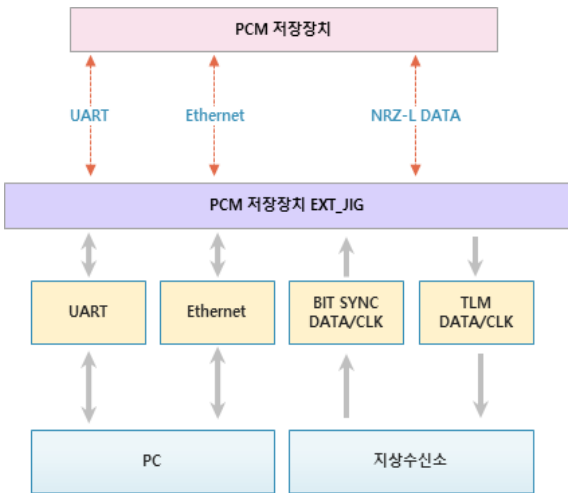 PCM 저장장치
UART
Ethernet
NRZ-L DATA
PCM 저장장치 EXT_JIG
UART
Ethernet
BIT SYNC
DATA/CLK
TLM
DATA/CLK
PC
지상수신소